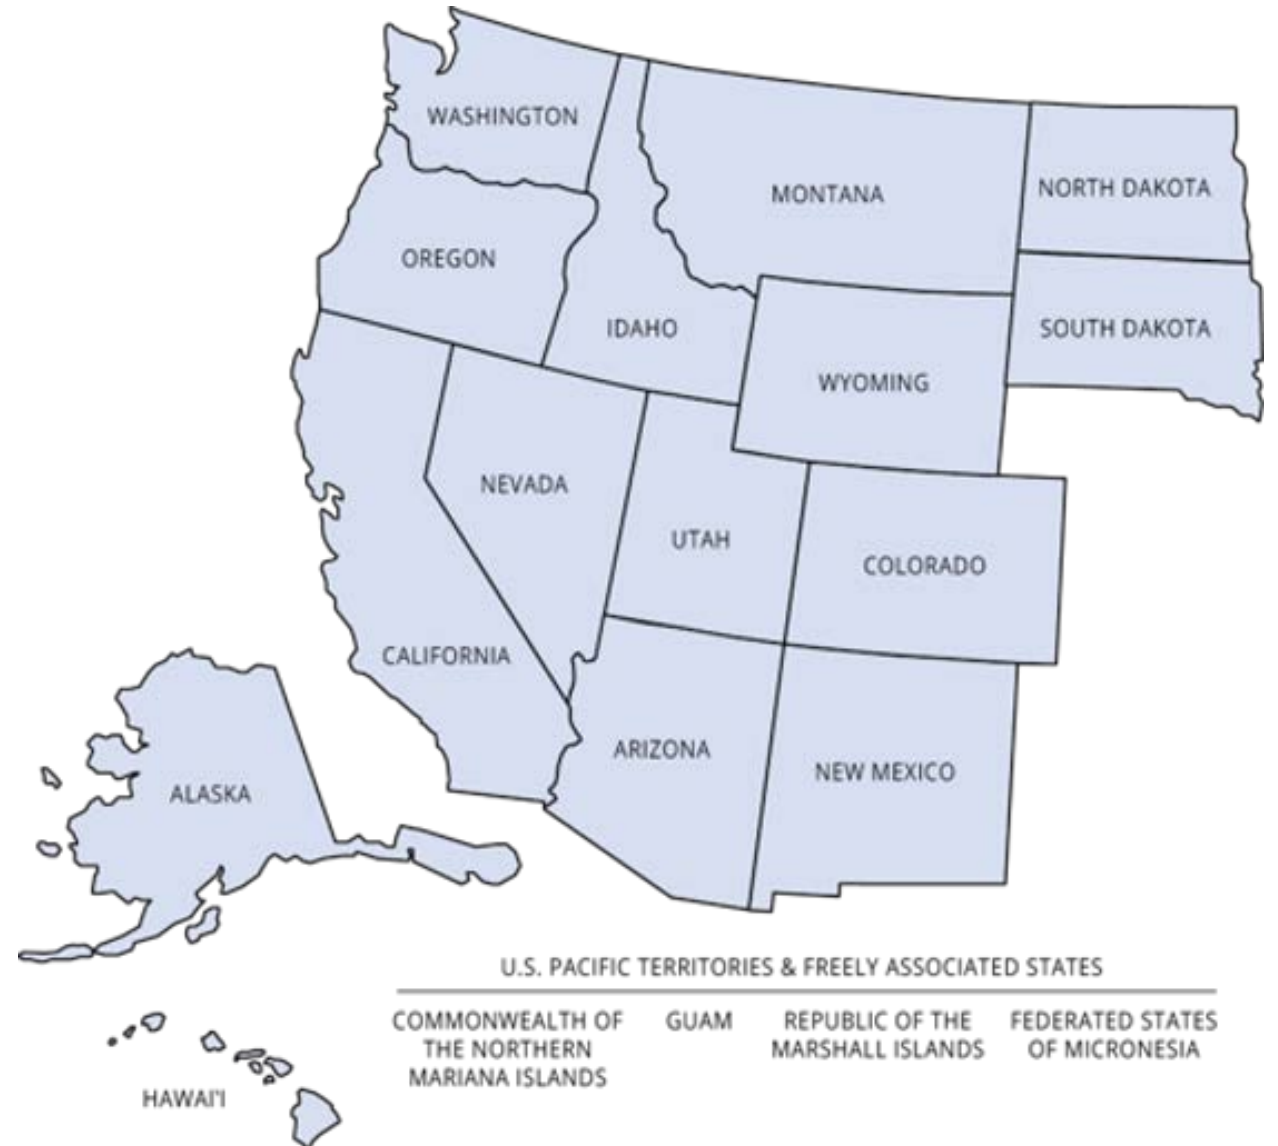 WASHINGTON
MONTANA
NORTH DAKOTA
OREGON
IDAHO
SOUTH DAKOTA
WYOMING
NEVADA
UTAH
COLORADO
CALIFORNIA
ARIZONA
NEW MEXICO
ALASKA
HAWAI'I
U.S. PACIFIC TERRITORIES & FREELY ASSOCIATED STATES
COMMONWEALTH OF
THE NORTHERN
MARIANA ISLANDS
GUAM
REPUBLIC OF THE
MARSHALL ISLANDS
FEDERATED STATES
OF MICRONESIA